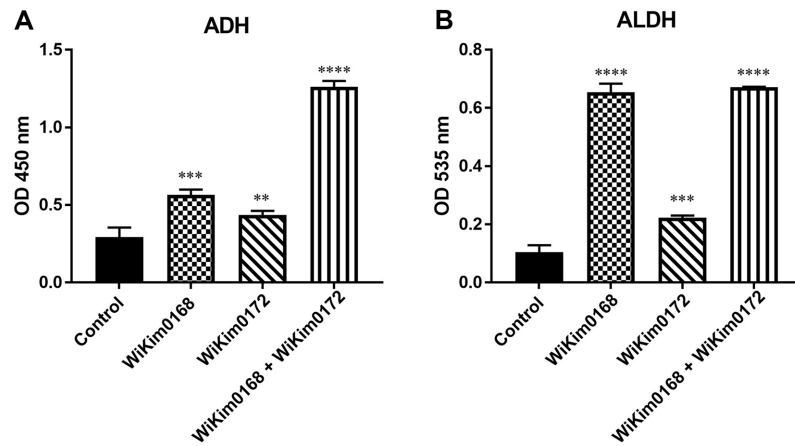 A
ADH
OD 450 nm
1.5
1.0
0.5
0.0
***
**
****
Control
WiKim0168
WiKim0172
WiKim0168 + WiKim0172
B
ALDH
OD 535 nm
0.8
0.6
0.4
0.2
0.0
****
***
****
Control
WiKim0168
WiKim0172
WiKim0168 + WiKim0172